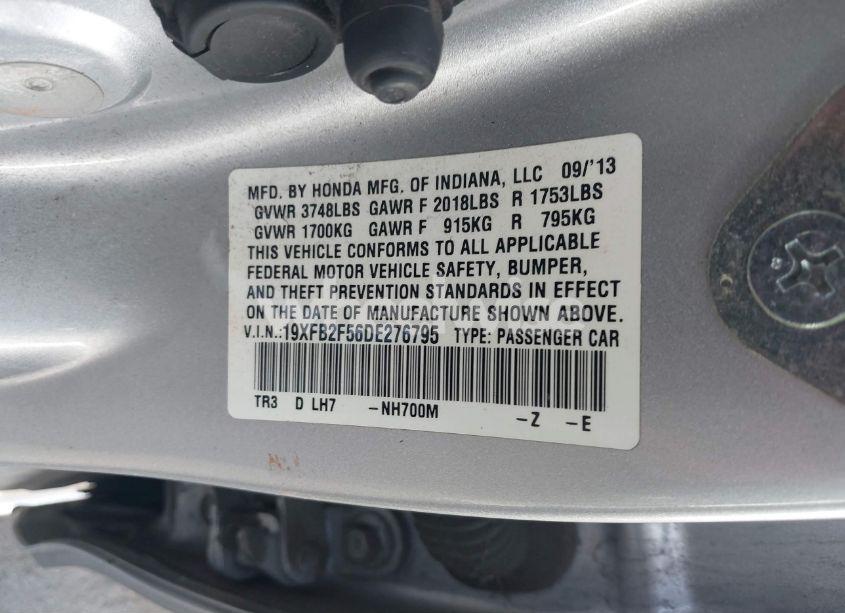 MFD. BY HONDA MFG. OF INDIANA, LLC 09/'13
GVWR 3748LBS GAWR F 2018LBS R 1753LBS
GVWR 1700KG GAWR F 915KG R 795KG
THIS VEHICLE CONFORMS TO ALL APPLICABLE
FEDERAL MOTOR VEHICLE SAFETY, BUMPER,
AND THEFT PREVENTION STANDARDS IN EFFECT
ON THE DATE OF MANUFACTURE SHOWN ABOVE.
V.I.N.:19XFB2F56DE276795 TYPE: PASSENGER CAR
TR3 D LH7 -NH700M -Z -E